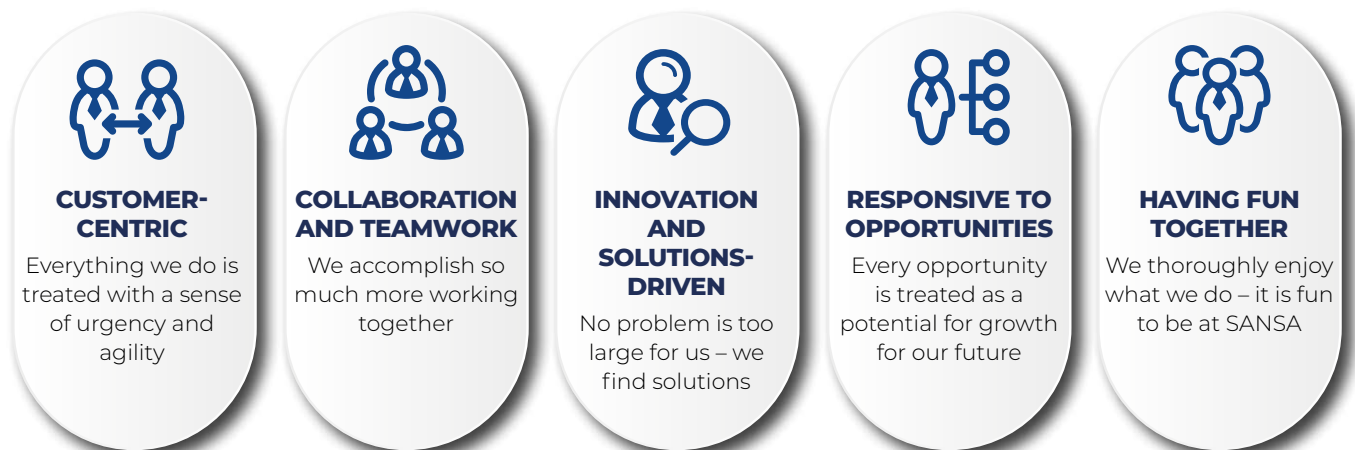 CUSTOMER-
CENTRIC
Everything we do is
treated with a sense
of urgency and
agility
COLLABORATION
AND TEAMWORK
We accomplish so
much more working
together
INNOVATION
AND
SOLUTIONS-
DRIVEN
No problem is too
large for us – we
find solutions
RESPONSIVE TO
OPPORTUNITIES
Every opportunity
is treated as a
potential for growth
for our future
HAVING FUN
TOGETHER
We thoroughly enjoy
what we do – it is fun
to be at SANSA